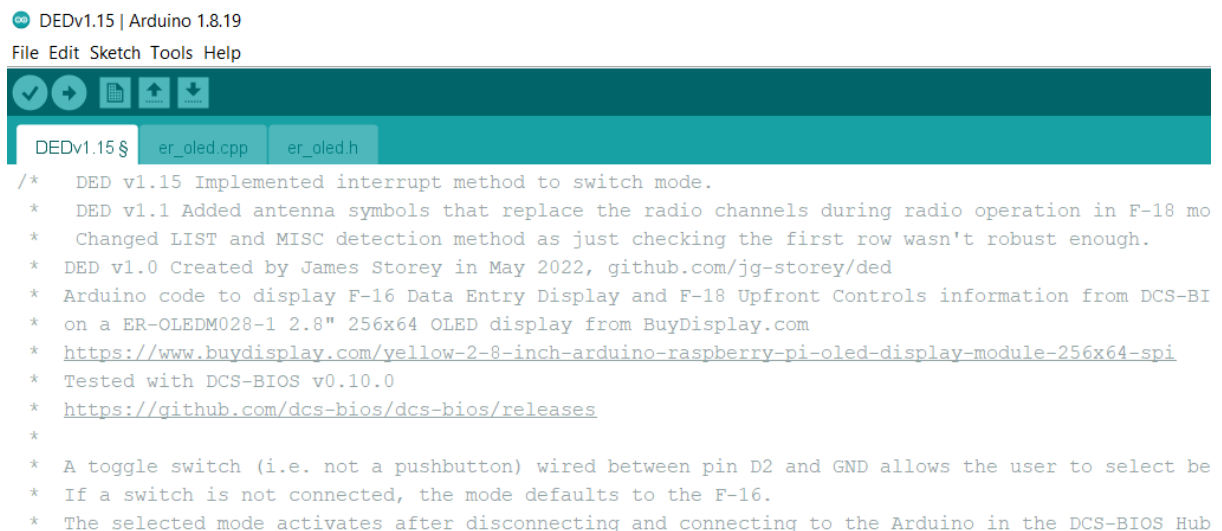 DEDv1.15 | Arduino 1.8.19
File Edit Sketch Tools Help
DEDv1.15 § er_oled.cpp er_oled.h
/* DED v1.15 Implemented interrupt method to switch mode.
* DED v1.1 Added antenna symbols that replace the radio channels during radio operation in F-18 mo
* Changed LIST and MISC detection method as just checking the first row wasn't robust enough.
* DED v1.0 Created by James Storey in May 2022, github.com/jg-storey/ded
* Arduino code to display F-16 Data Entry Display and F-18 Upfront Controls information from DCS-BI
* on a ER-OLEDM028-1 2.8" 256x64 OLED display from BuyDisplay.com
* https://www.buydisplay.com/yellow-2-8-inch-arduino-raspberry-pi-oled-display-module-256x64-spi
* Tested with DCS-BIOS v0.10.0
* https://github.com/dcs-bios/dcs-bios/releases
*
* A toggle switch (i.e. not a pushbutton) wired between pin D2 and GND allows the user to select be
* If a switch is not connected, the mode defaults to the F-16.
* The selected mode activates after disconnecting and connecting to the Arduino in the DCS-BIOS Hub